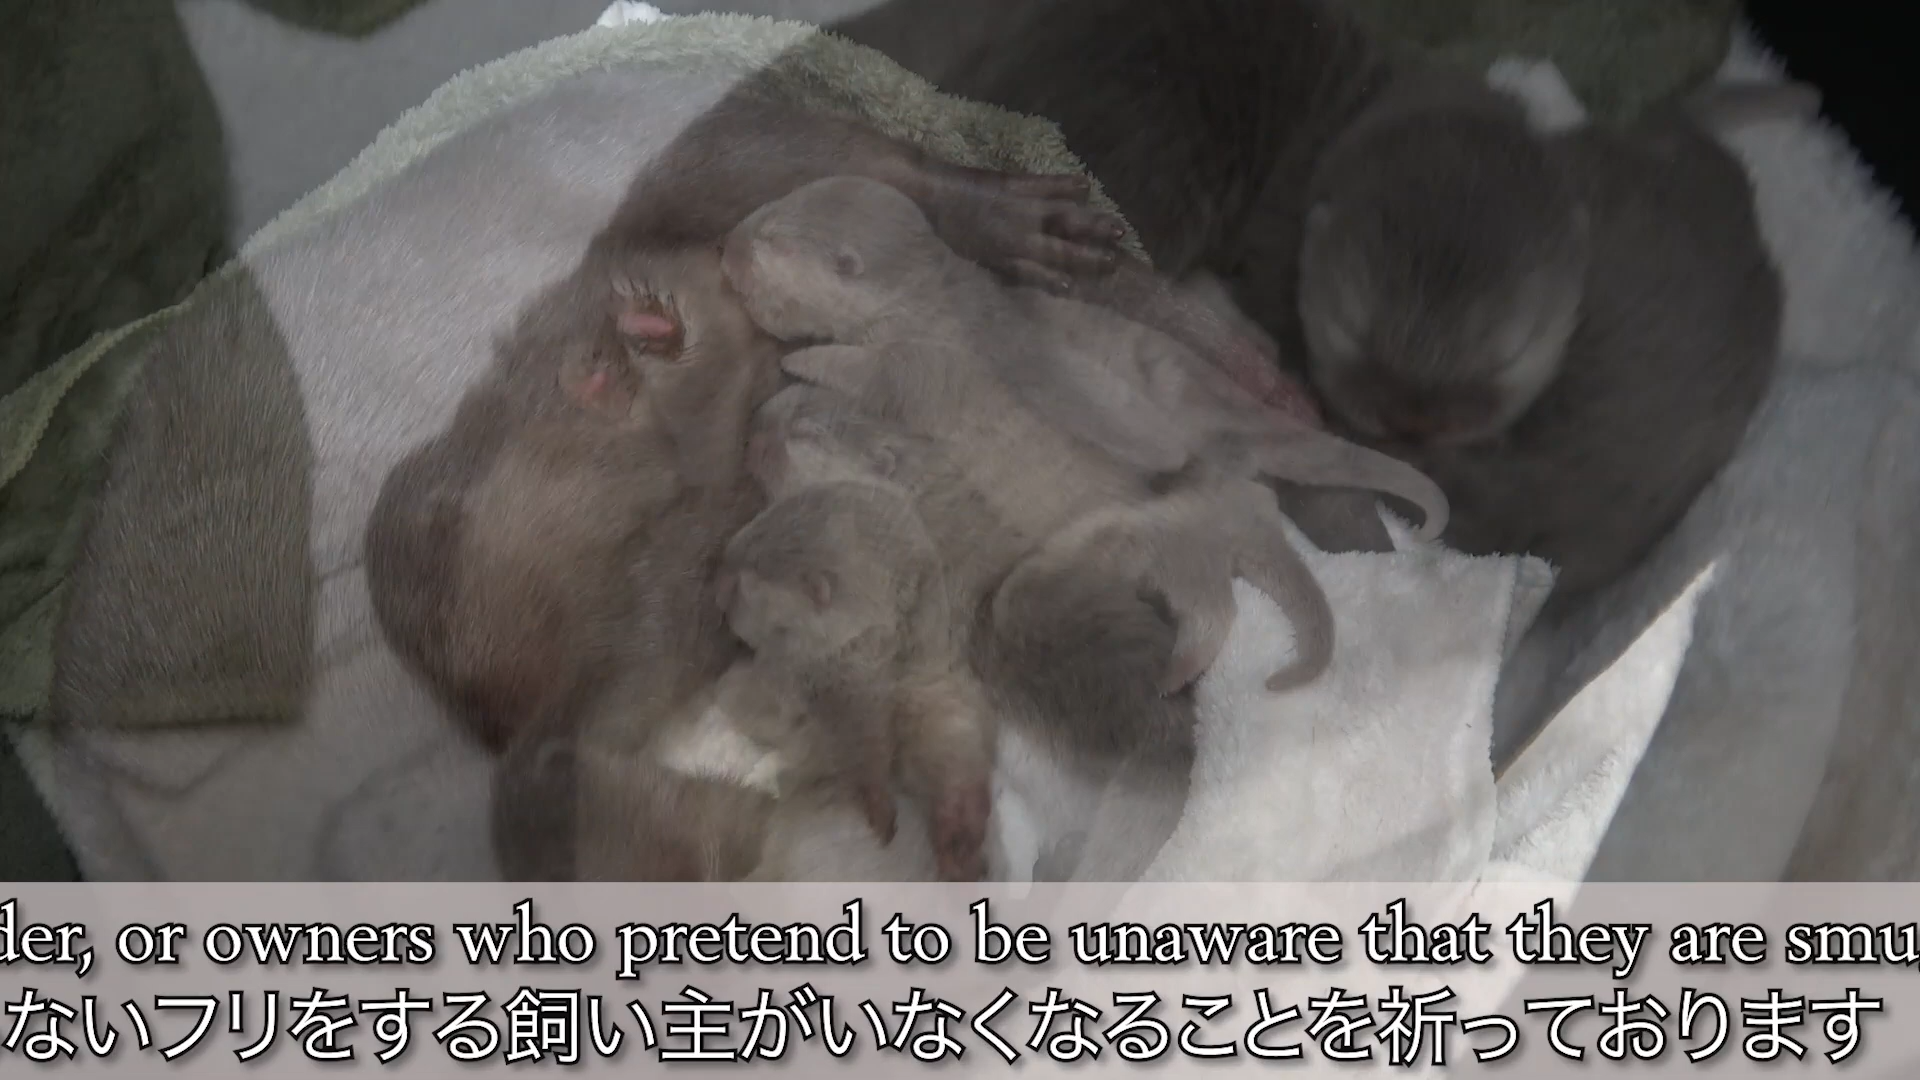 der, or owners who pretend to be unaware that they are smu
ないフリをする飼い主がいなくなることを祈っております